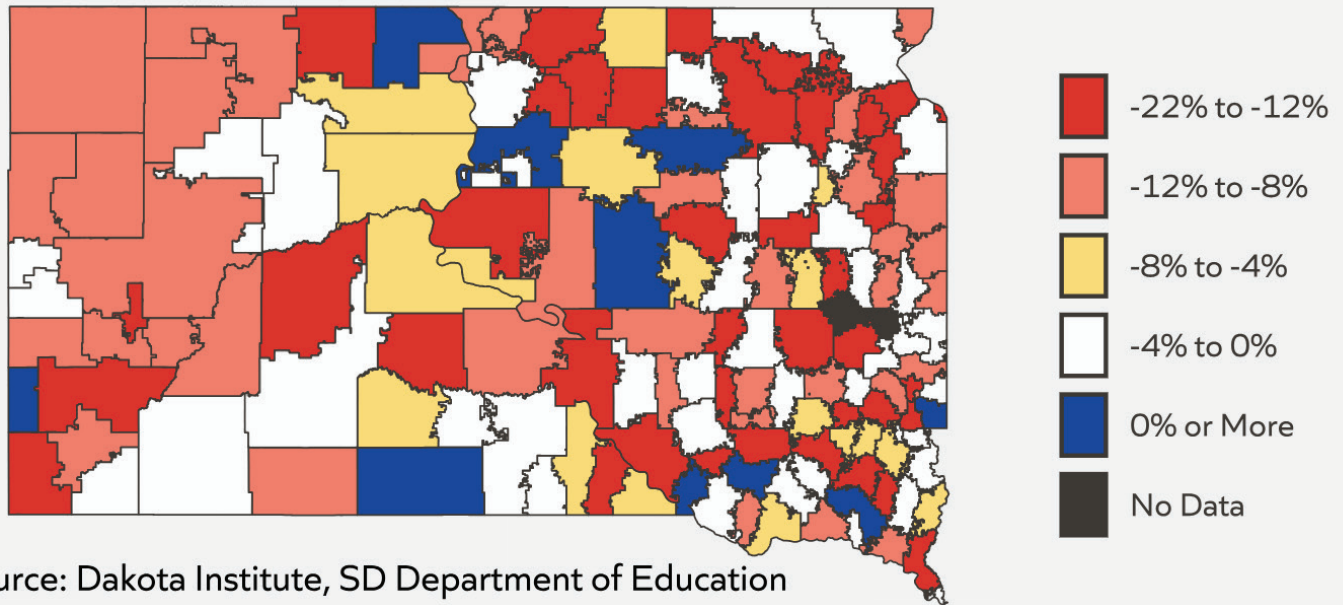 -22% to -12%
-12% to -8%
-8% to -4%
-4% to 0%
0% or More
No Data
urce: Dakota Institute, SD Department of Education